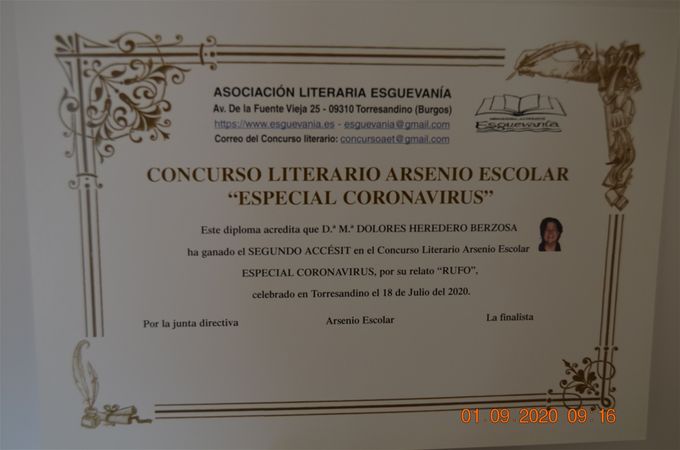 ASOCIACIÓN LITERARIA ESGUEVANÍA
Av. De la Fuente Vieja 25 - 09310 Torresandino (Burgos)
https://www.esguevania.es - esguevania@gmail.com
Correo del Concurso literario: concursoaet@gmail.com
Esguevanía
CONCURSO LITERARIO ARSENIO ESCOLAR
“ESPECIAL CORONAVIRUS”
Este diploma acredita que D.ª M.ª DOLORES HEREDERO BERZOSA
ha ganado el SEGUNDO ACCÉSIT en el Concurso Literario Arsenio Escolar
ESPECIAL CORONAVIRUS, por su relato “RUFO”,
celebrado en Torresandino el 18 de Julio del 2020.
Por la junta directiva
Arsenio Escolar
La finalista
01.09.2020 09:16